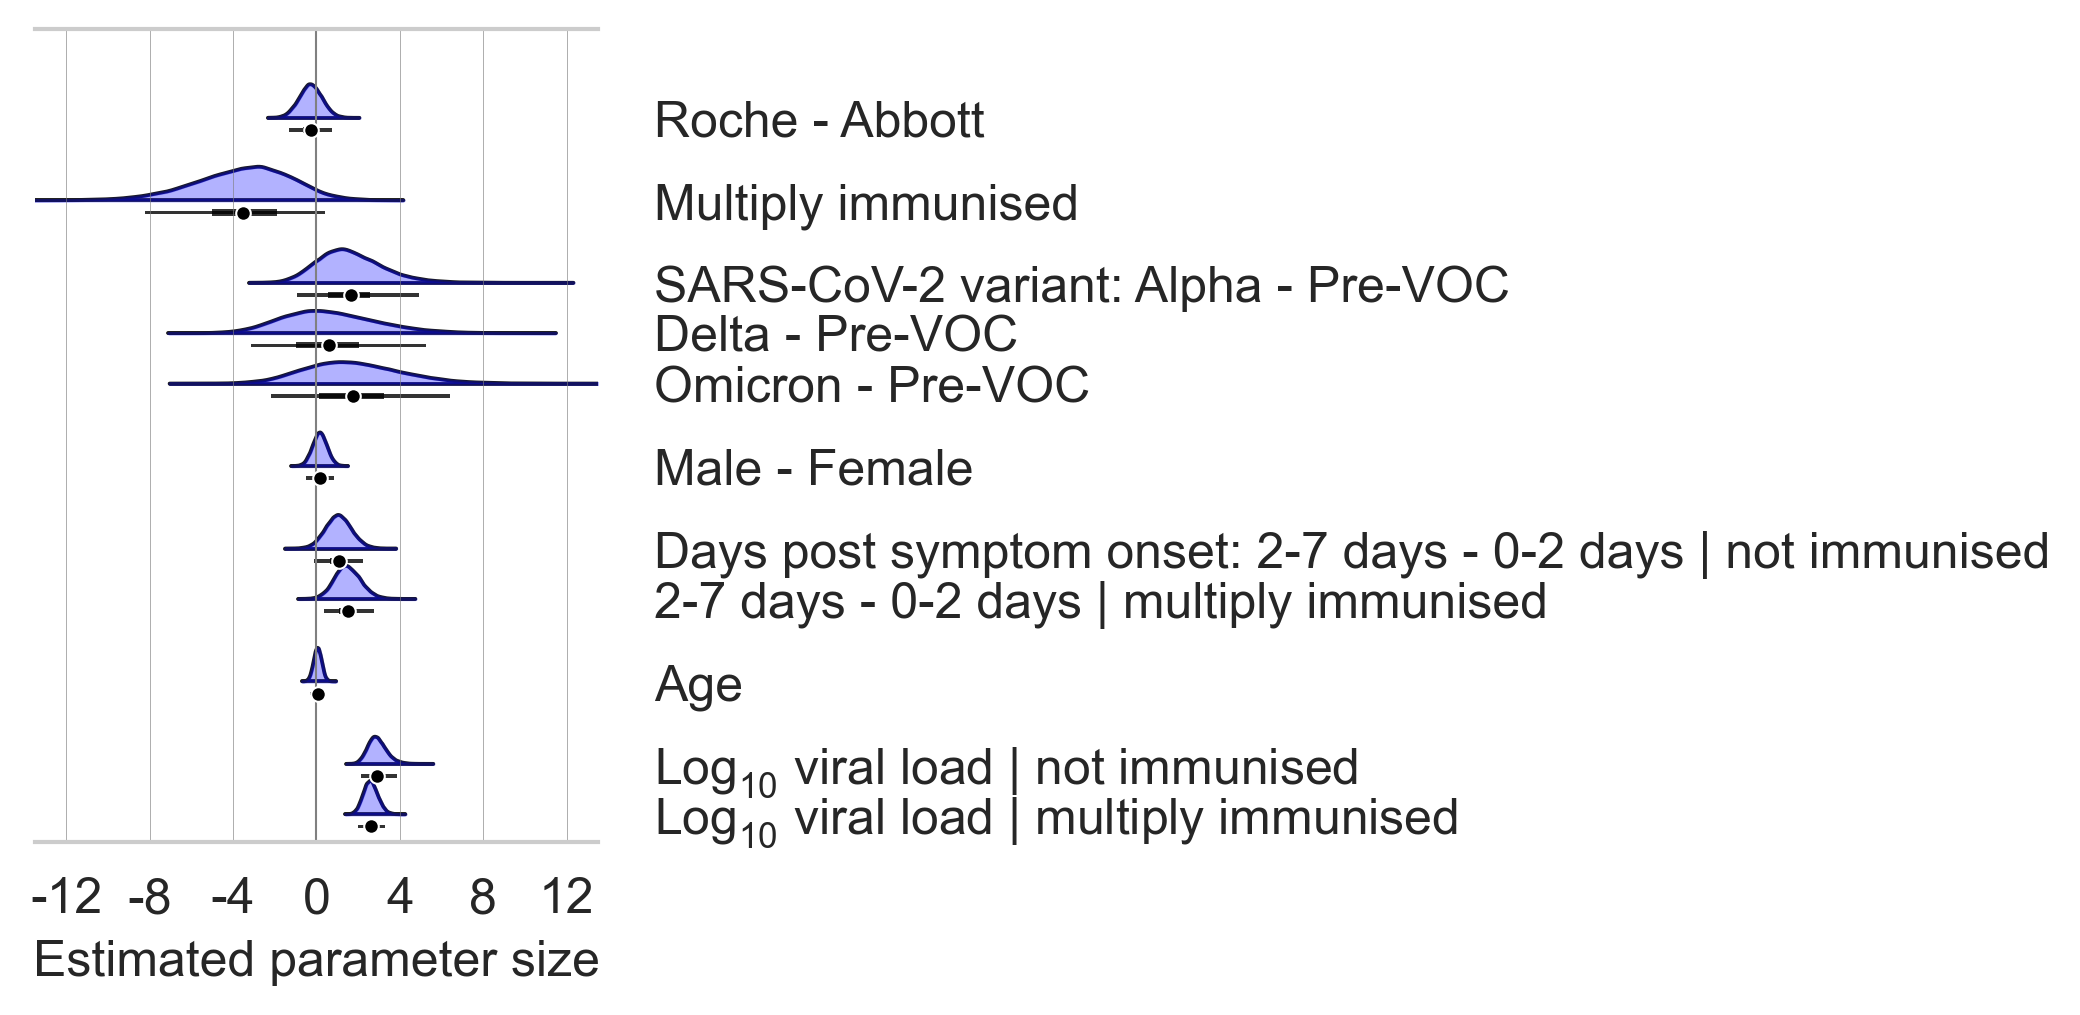 Roche - Abbott
Multiply immunised
SARS-CoV-2 variant: Alpha - Pre-VOC
Delta - Pre-VOC
Omicron - Pre-VOC
Male - Female
Days post symptom onset: 2-7 days - 0-2 days | not immunised
2-7 days - 0-2 days | multiply immunised
Age
Log₁₀ viral load | not immunised
Log₁₀ viral load | multiply immunised
-12 -8 -4 0 4 8 12
Estimated parameter size